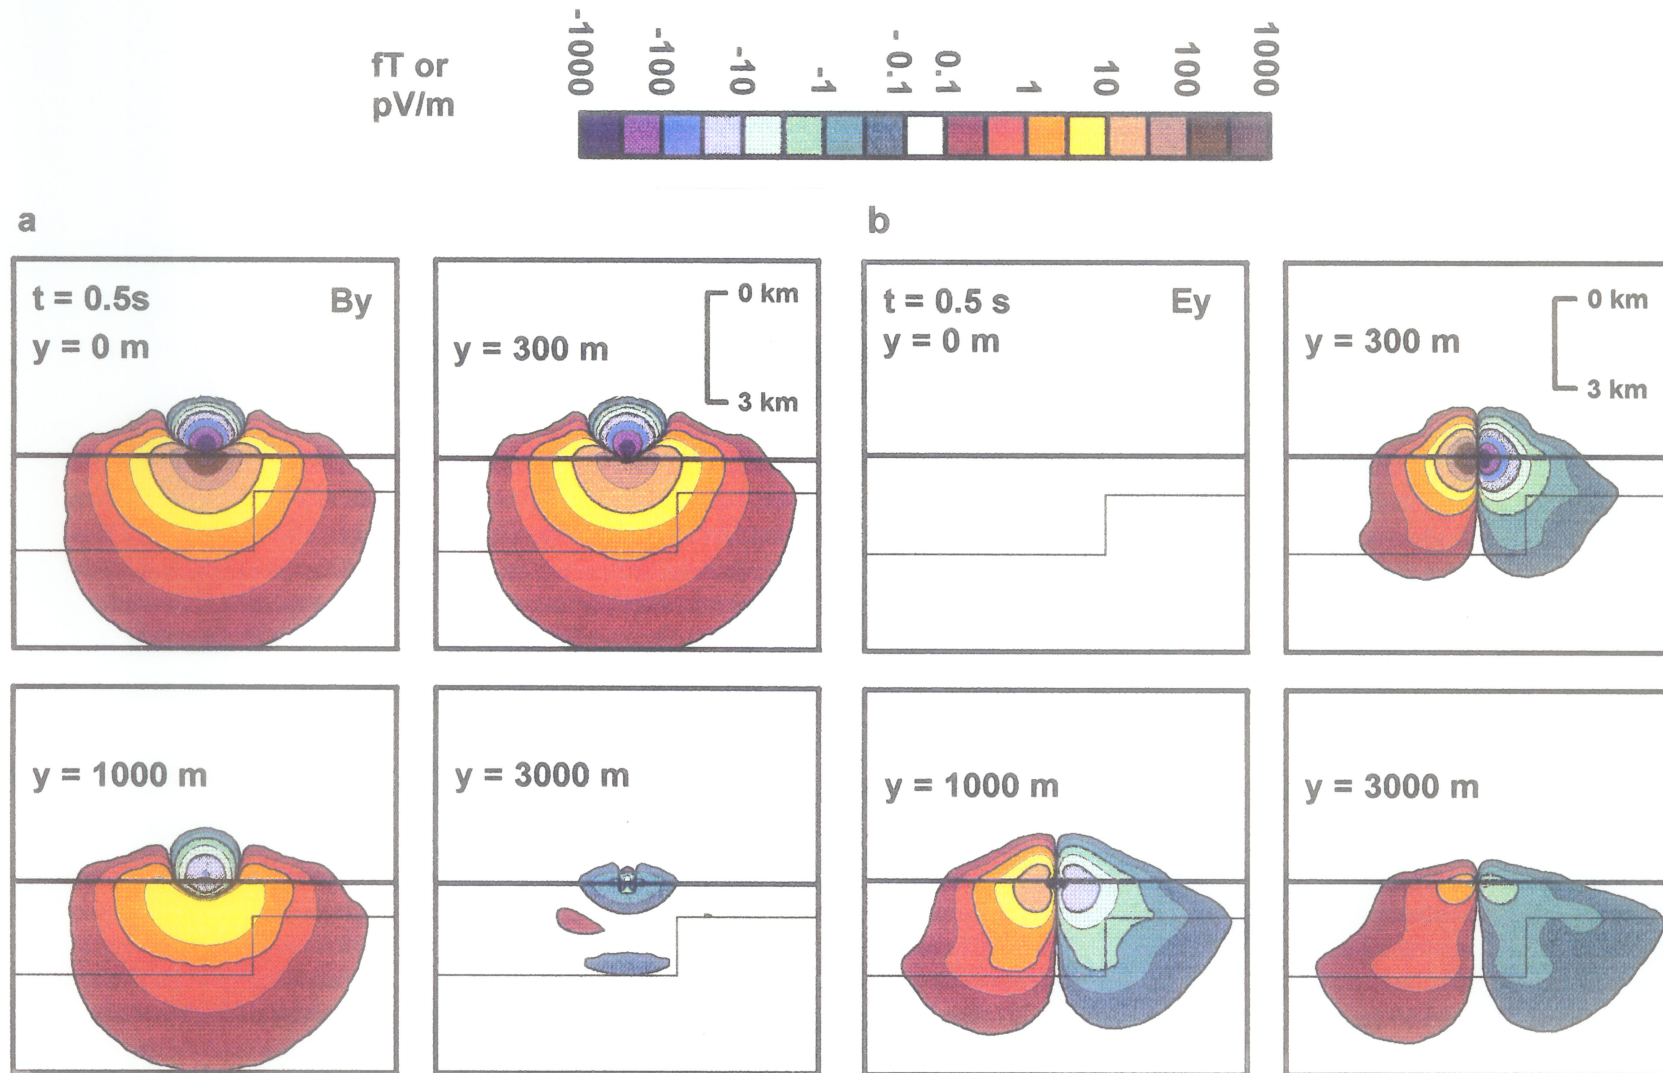 fT or
pV/m
-1000
-100
-10
-1
-0.1
0.1
1
10
100
1000
a
b
t = 0.5s
By
y = 0 m
y = 300 m
0 km
3 km
t = 0.5 s
Ey
y = 0 m
y = 300 m
0 km
3 km
y = 1000 m
y = 3000 m
y = 1000 m
y = 3000 m